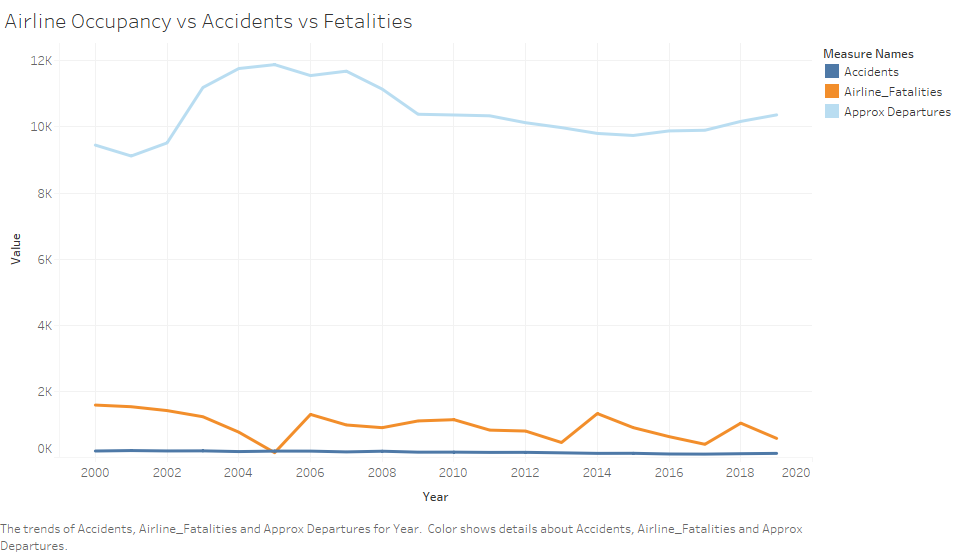 Airline Occupancy vs Accidents vs Fetalities
Measure Names
Accidents
Airline_Fatalities
Approx Departures
12K
10K
8K
6K
4K
2K
0K
Value
2000 2002 2004 2006 2008 2010 2012 2014 2016 2018 2020
Year
The trends of Accidents, Airline_Fatalities and Approx Departures for Year. Color shows details about Accidents, Airline_Fatalities and Approx
Departures.